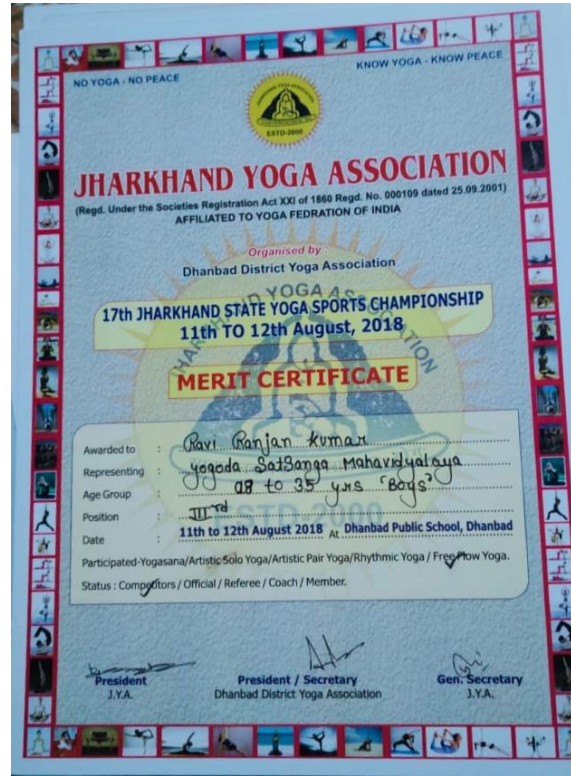 NO YOGA - NO PEACE
KNOW YOGA - KNOW PEACE
JHARKHAND YOGA ASSOCIATION
ESTD-2000
JHARKHAND YOGA ASSOCIATION
(Regd. Under the Societies Registration Act XXI of 1860 Regd. No. 000109 dated 25.09.2001)
AFFILIATED TO YOGA FEDRATION OF INDIA
Organised by
Dhanbad District Yoga Association
17th JHARKHAND STATE YOGA SPORTS CHAMPIONSHIP
11th TO 12th August, 2018
MERIT CERTIFICATE
Awarded to : Ravi Ranjan Kumar
Representing : yogoda SatSanga Mahavidyalaya
Age Group : 08 to 35 yrs "Boys"
Position : IIIrd
Date : 11th to 12th August 2018 At Dhanbad Public School, Dhanbad
Participated-Yogasana/Artistic Solo Yoga/Artistic Pair Yoga/Rhythmic Yoga / Free Flow Yoga.
Status : Competitors / Official / Referee / Coach / Member.
President
J.Y.A.
President / Secretary
Dhanbad District Yoga Association
Gen. Secretary
J.Y.A.